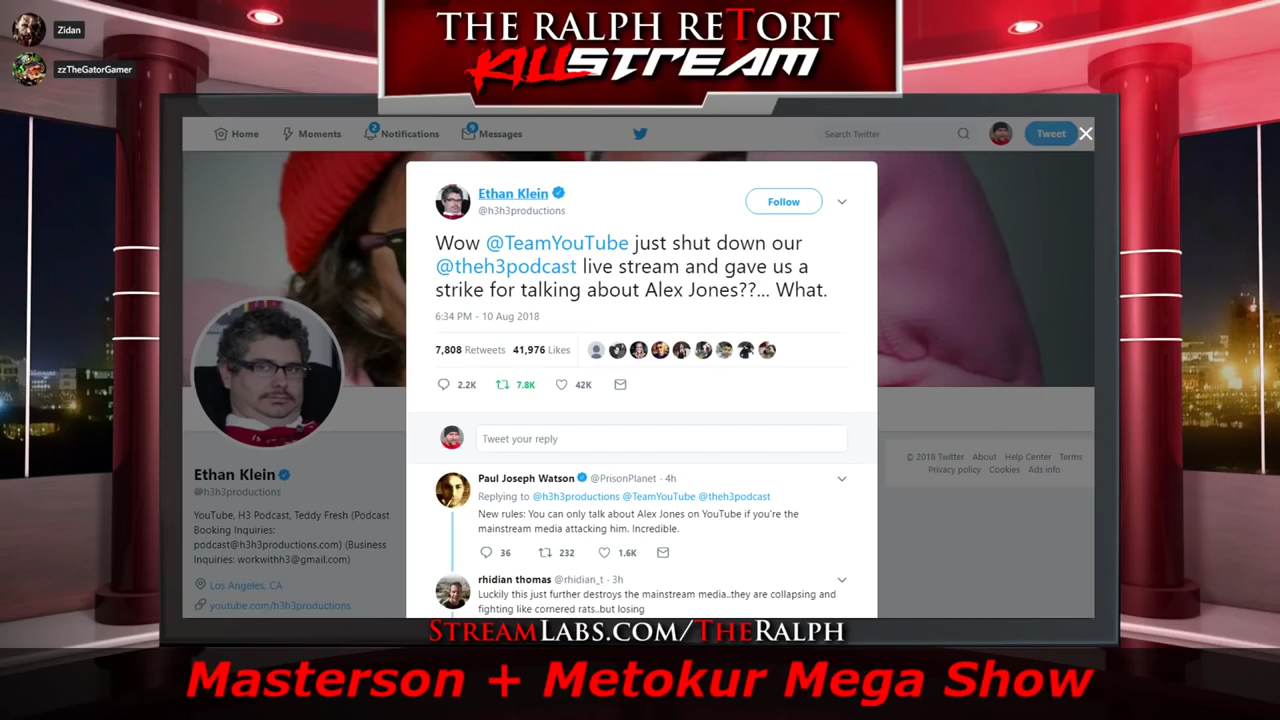 Zidan
zzTheGatorGamer
THE RALPH RETORT
KILLSTREAM
Home
Moments
2
Notifications
9
Messages
Search Twitter
Tweet
Ethan Klein
@h3h3productions
Follow
Wow @TeamYouTube just shut down our
@theh3podcast live stream and gave us a
strike for talking about Alex Jones??... What.
6:34 PM - 10 Aug 2018
7,808 Retweets 41,976 Likes
2.2K 7.8K 42K
Tweet your reply
Paul Joseph Watson @PrisonPlanet · 4h
Replying to @h3h3productions @TeamYouTube @theh3podcast
New rules: You can only talk about Alex Jones on YouTube if you're the
mainstream media attacking him. Incredible.
36 232 1.6K
rhidian thomas @rhidian_t · 3h
Luckily this just further destroys the mainstream media..they are collapsing and
fighting like cornered rats..but losing
Ethan Klein
@h3h3productions
YouTube, H3 Podcast, Teddy Fresh (Podcast
Booking Inquiries:
podcast@h3h3productions.com) (Business
Inquiries: workwithh3@gmail.com)
Los Angeles, CA
youtube.com/h3h3productions
© 2018 Twitter About Help Center Terms
Privacy policy Cookies Ads info
STREAMLABS.COM/THERALPH
Masterson + Metokur Mega Show